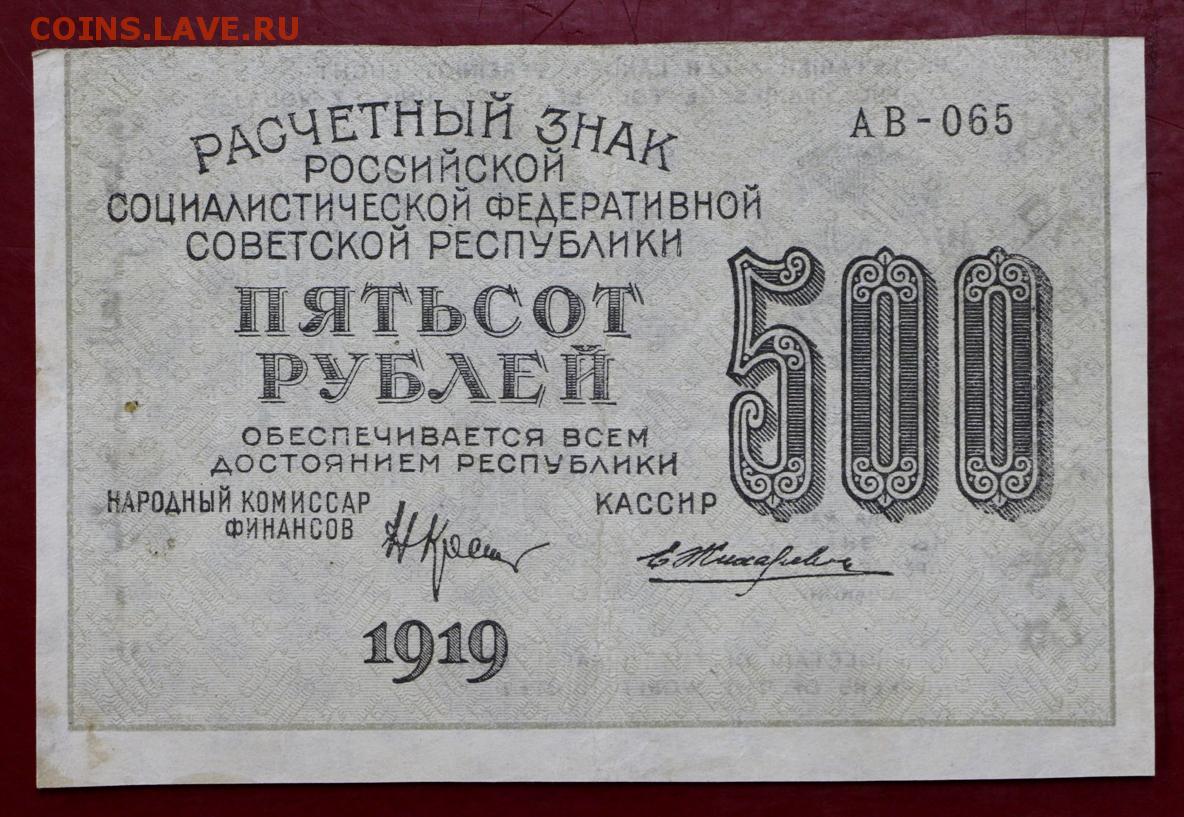 COINS.LAVE.RU
РАСЧЕТНЫЙ ЗНАК
АВ-065
РОССИЙСКОЙ
СОЦИАЛИСТИЧЕСКОЙ ФЕДЕРАТИВНОЙ
СОВЕТСКОЙ РЕСПУБЛИКИ
ПЯТЬСОТ
РУБЛЕЙ
500
ОБЕСПЕЧИВАЕТСЯ ВСЕМ
ДОСТОЯНИЕМ РЕСПУБЛИКИ
НАРОДНЫЙ КОМИССАР
ФИНАНСОВ
КАССИР
1919